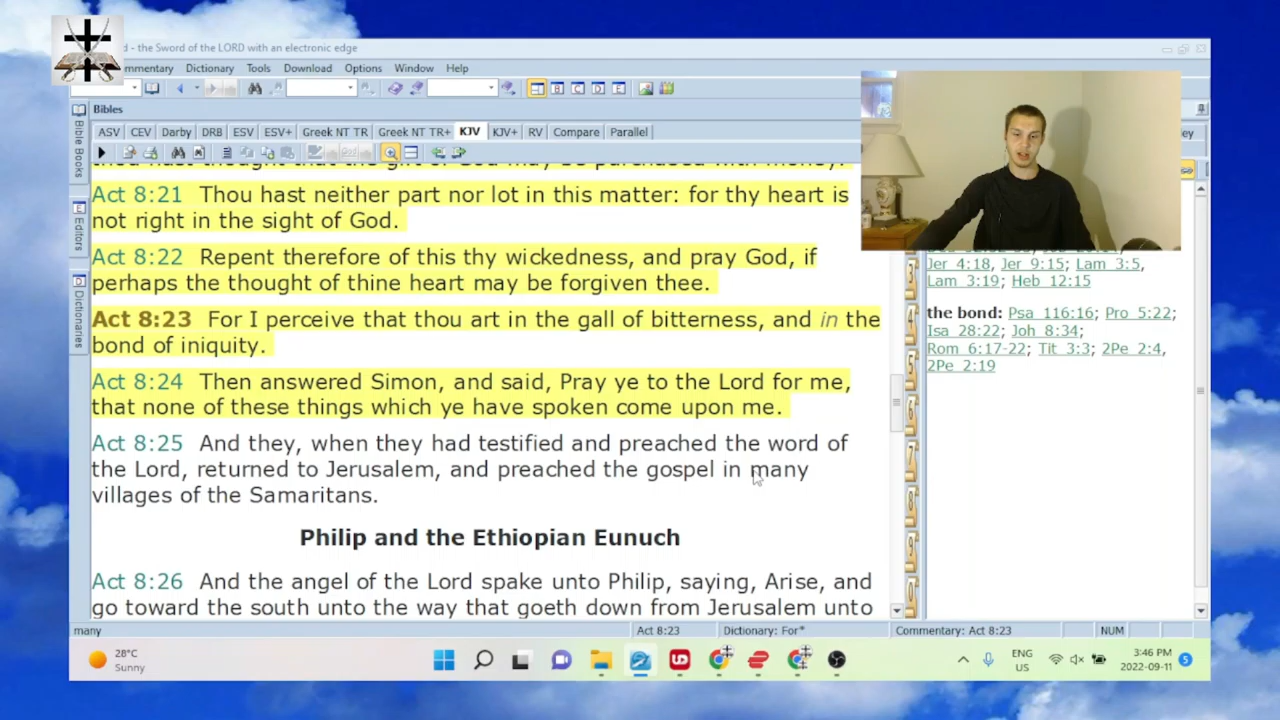 d - the Sword of the LORD with an electronic edge
mmentary Dictionary Tools Download Options Window Help
Bibles
ASV CEV Darby DRB ESV ESV+ Greek NT TR Greek NT TR+ KJV KJV+ RV Compare Parallel
Bible Books
Editors
Dictionaries
Act 8:21 Thou hast neither part nor lot in this matter: for thy heart is
not right in the sight of God.
Act 8:22 Repent therefore of this thy wickedness, and pray God, if
perhaps the thought of thine heart may be forgiven thee.
Act 8:23 For I perceive that thou art in the gall of bitterness, and in the
bond of iniquity.
Act 8:24 Then answered Simon, and said, Pray ye to the Lord for me,
that none of these things which ye have spoken come upon me.
Act 8:25 And they, when they had testified and preached the word of
the Lord, returned to Jerusalem, and preached the gospel in many
villages of the Samaritans.
Philip and the Ethiopian Eunuch
Act 8:26 And the angel of the Lord spake unto Philip, saying, Arise, and
go toward the south unto the way that goeth down from Jerusalem unto
Jer 4:18, Jer 9:15; Lam 3:5,
Lam 3:19; Heb 12:15
the bond: Psa 116:16; Pro 5:22;
Isa 28:22; Joh 8:34;
Rom 6:17-22; Tit 3:3; 2Pe 2:4,
2Pe 2:19
many Act 8:23 Dictionary: For* Commentary: Act 8:23 NUM
28°C
Sunny
ENG
US
3:46 PM
2022-09-11
5